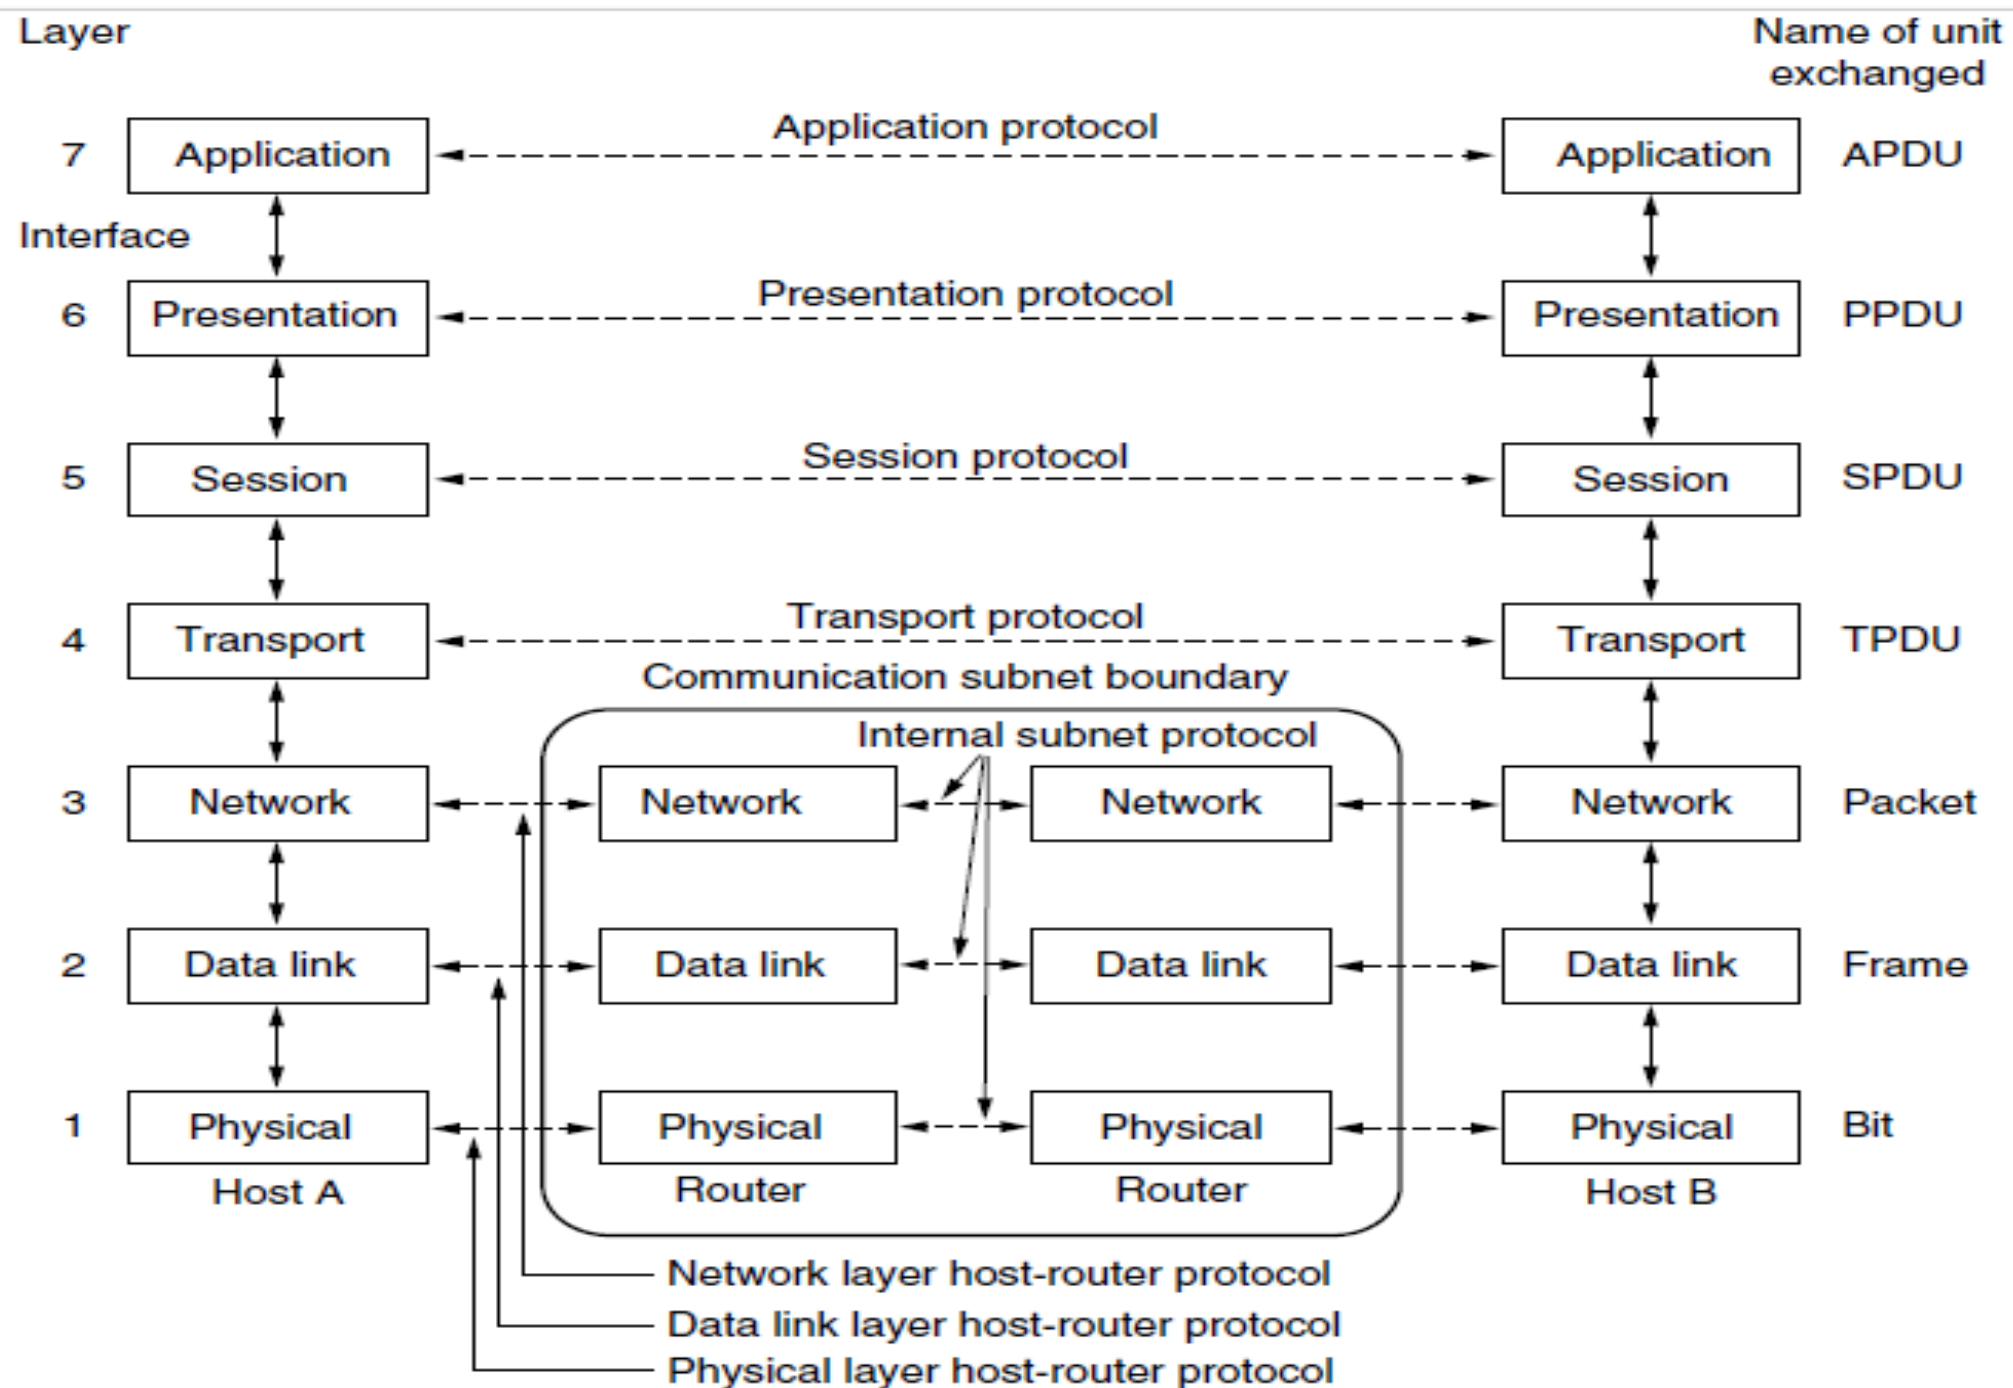 Layer
Name of unit
exchanged
7 Application Application protocol Application APDU
Interface
6 Presentation Presentation protocol Presentation PPDU
5 Session Session protocol Session SPDU
4 Transport Transport protocol Transport TPDU
Communication subnet boundary
Internal subnet protocol
3 Network Network Network Network Packet
2 Data link Data link Data link Data link Frame
1 Physical Physical Physical Physical Bit
Host A Router Router Host B
Network layer host-router protocol
Data link layer host-router protocol
Physical layer host-router protocol